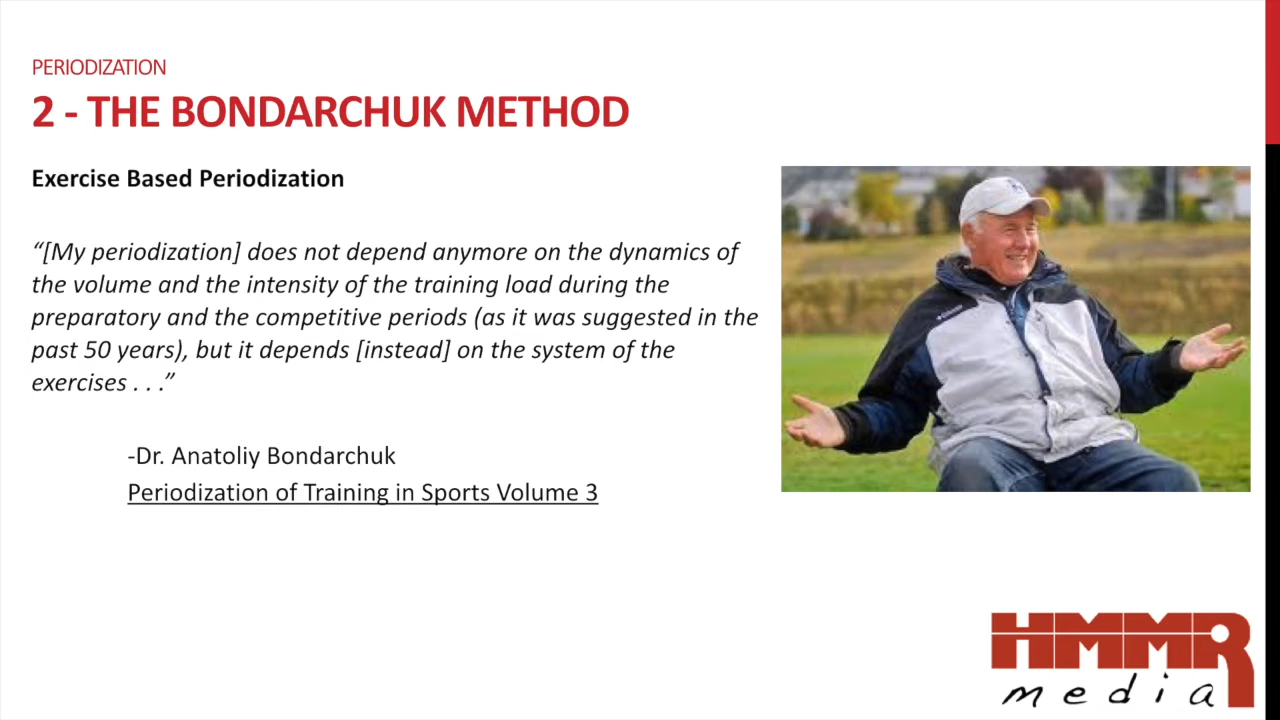 PERIODIZATION
2 - THE BONDARCHUK METHOD
Exercise Based Periodization
“[My periodization] does not depend anymore on the dynamics of
the volume and the intensity of the training load during the
preparatory and the competitive periods (as it was suggested in the
past 50 years), but it depends [instead] on the system of the
exercises . . .”
-Dr. Anatoliy Bondarchuk
Periodization of Training in Sports Volume 3
HMMR
media